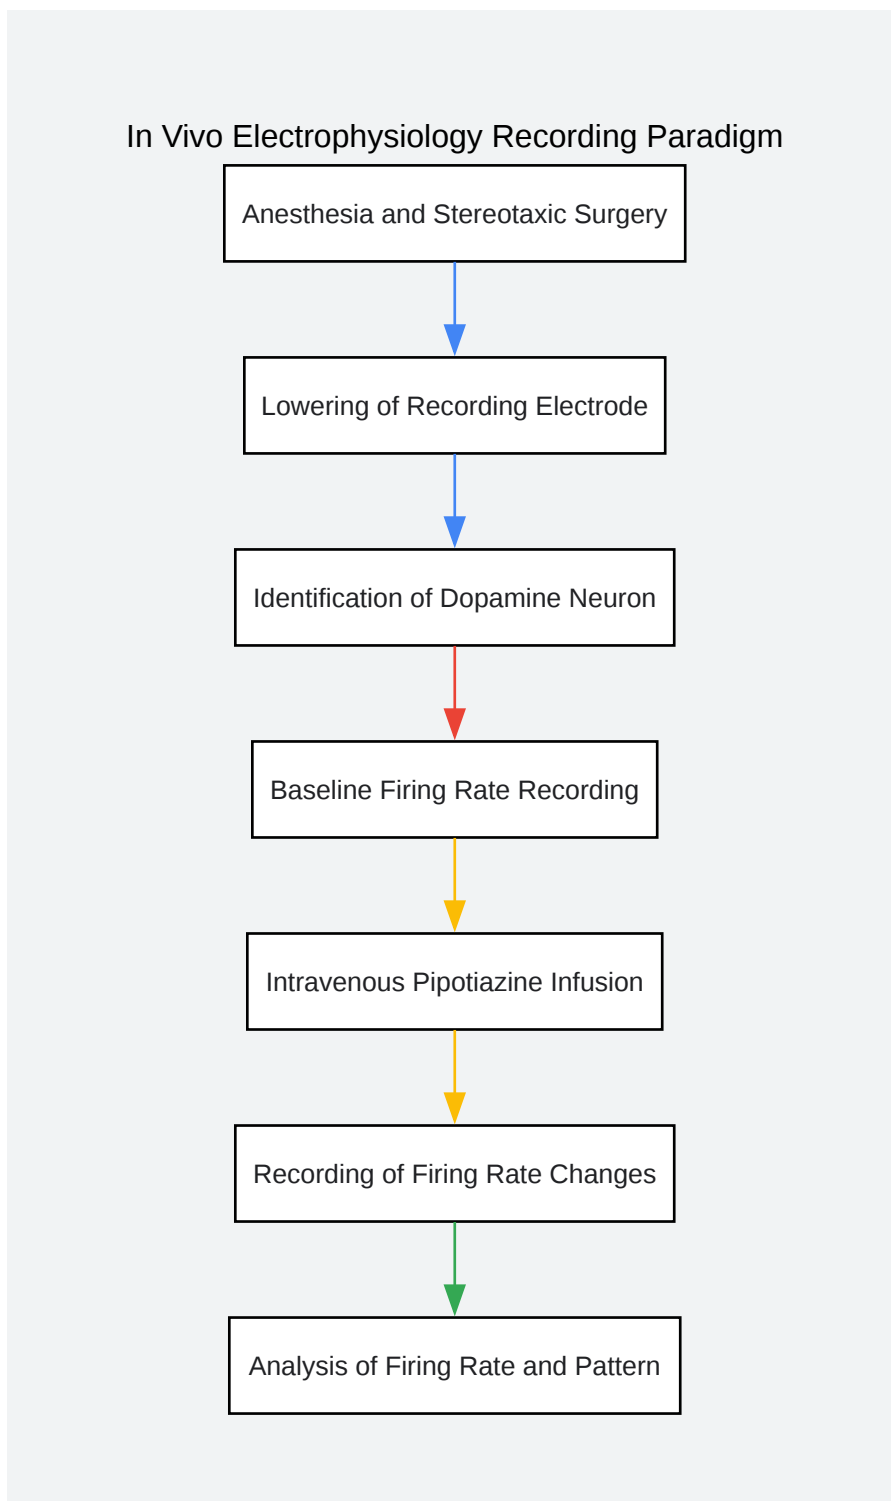 In Vivo Electrophysiology Recording Paradigm
Anesthesia and Stereotaxic Surgery
Lowering of Recording Electrode
Identification of Dopamine Neuron
Baseline Firing Rate Recording
Intravenous Pipotiazine Infusion
Recording of Firing Rate Changes
Analysis of Firing Rate and Pattern